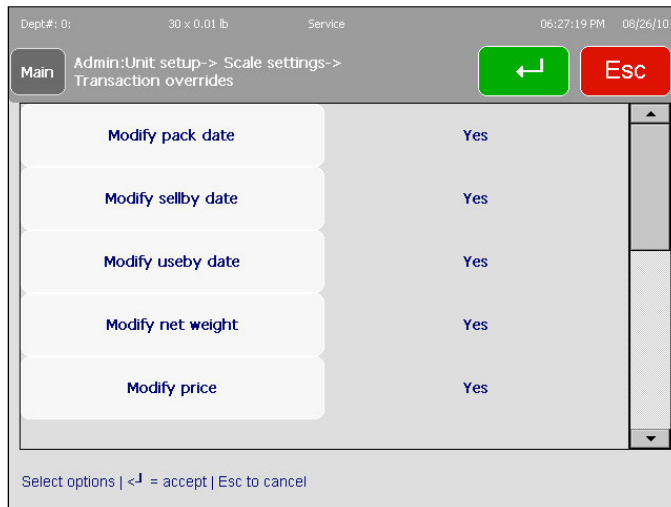 Dept#: 0: 30 x 0.01 lb Service 06:27:19 PM 08/26/10
Main
Admin:Unit setup-> Scale settings->
Transaction overrides
Esc
Modify pack date Yes
Modify sellby date Yes
Modify useby date Yes
Modify net weight Yes
Modify price Yes
Select options | <┘ = accept | Esc to cancel